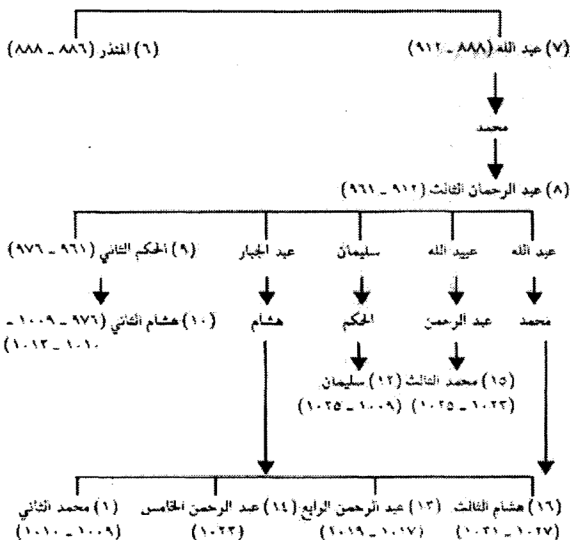 (٧) عبد الله (٨٨٨ ـ ٩١٢) (٦) المنذر (٨٨٦ ـ ٨٨٨)
محمد
(٨) عبد الرحمان الثالث (٩١٢ ـ ٩٦١)
عبد الله عبيد الله سليمان عبد الجبار (٩) الحكم الثاني (٩٦١ ـ ٩٧٦)
محمد عبد الرحمن الحكم هشام (١٠) هشام الثاني (٩٧٦ ـ ١٠٠٩ ـ
١٠١٠ ـ ١٠١٣)
(١٥) محمد الثالث (١٢) سليمان
(١٠٢٣ ـ ١٠٢٥) (١٠٠٩ ـ ١٠٢٥)
(١٦) هشام الثالث (١٣) عبد الرحمن الرابع (١٤) عبد الرحمن الخامس (١) محمد الثاني
(١٠٢٧ ـ ١٠٣١) (١٠١٧ ـ ١٠١٩) (١٠٢٣) (١٠٠٩ ـ ١٠١٠)